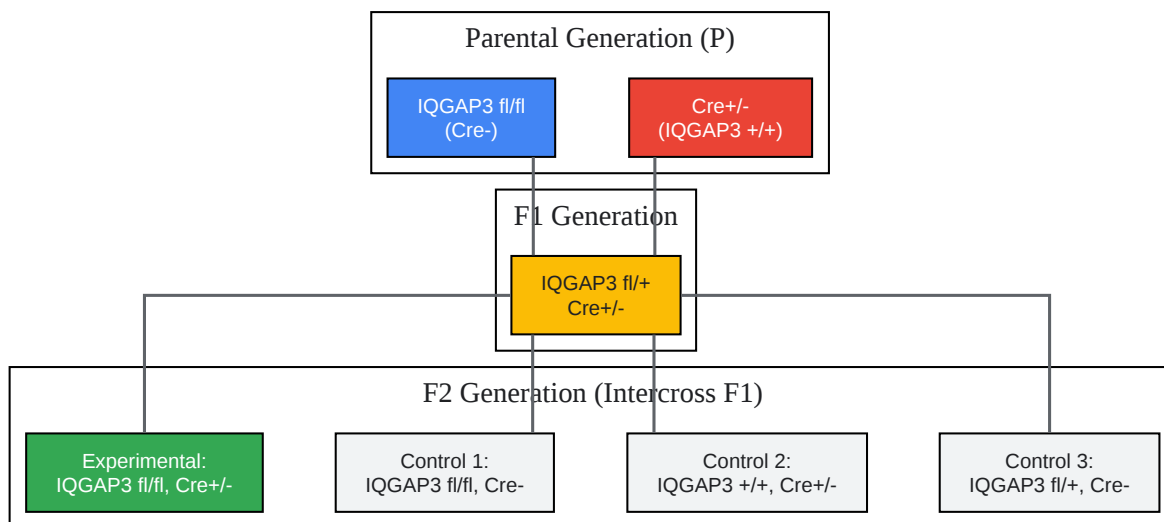 Parental Generation (P)
IQGAP3 fl/fl
(Cre-)
Cre+/-
(IQGAP3 +/+)
F1 Generation
IQGAP3 fl/+
Cre+/-
F2 Generation (Intercross F1)
Experimental:
IQGAP3 fl/fl, Cre+/-
Control 1:
IQGAP3 fl/fl, Cre-
Control 2:
IQGAP3 +/+, Cre+/-
Control 3:
IQGAP3 fl/+, Cre-